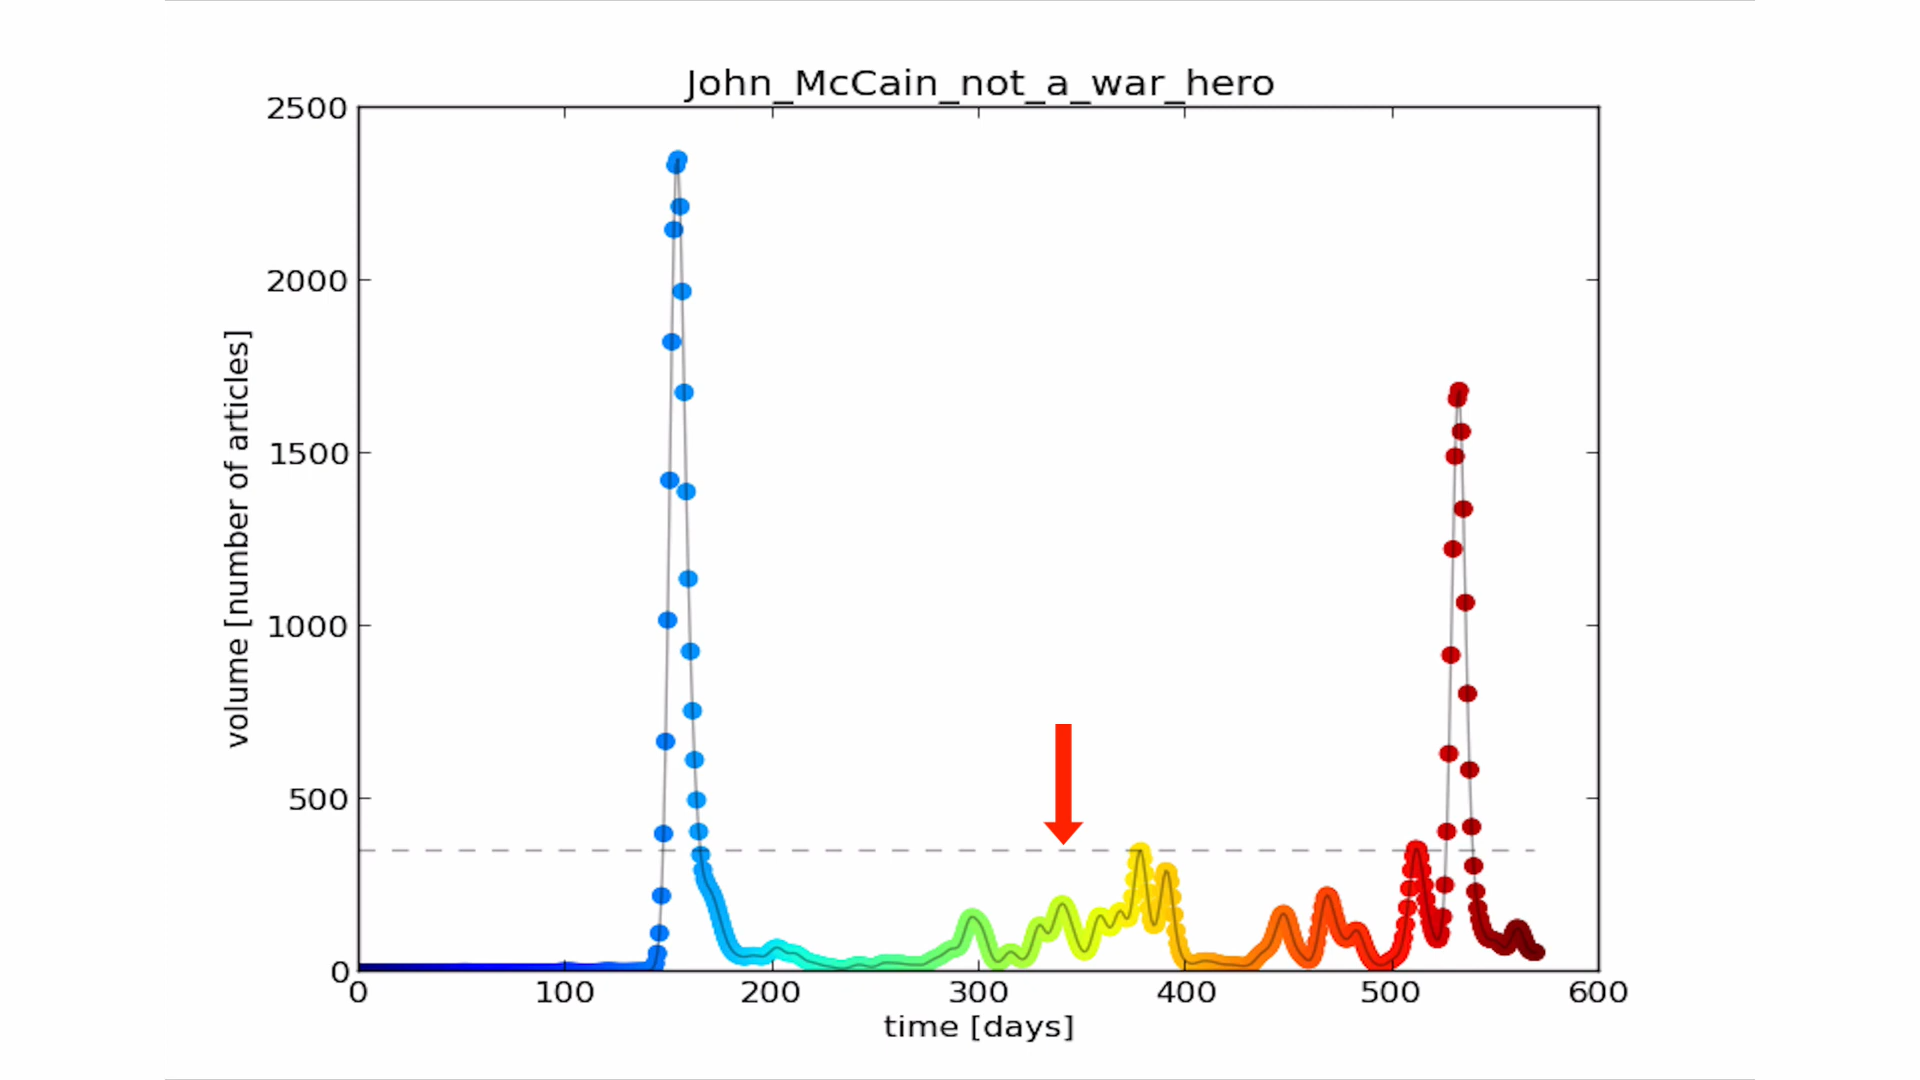 John_McCain_not_a_war_hero
2500
2000
1500
1000
500
0
volume [number of articles]
0 100 200 300 400 500 600
time [days]